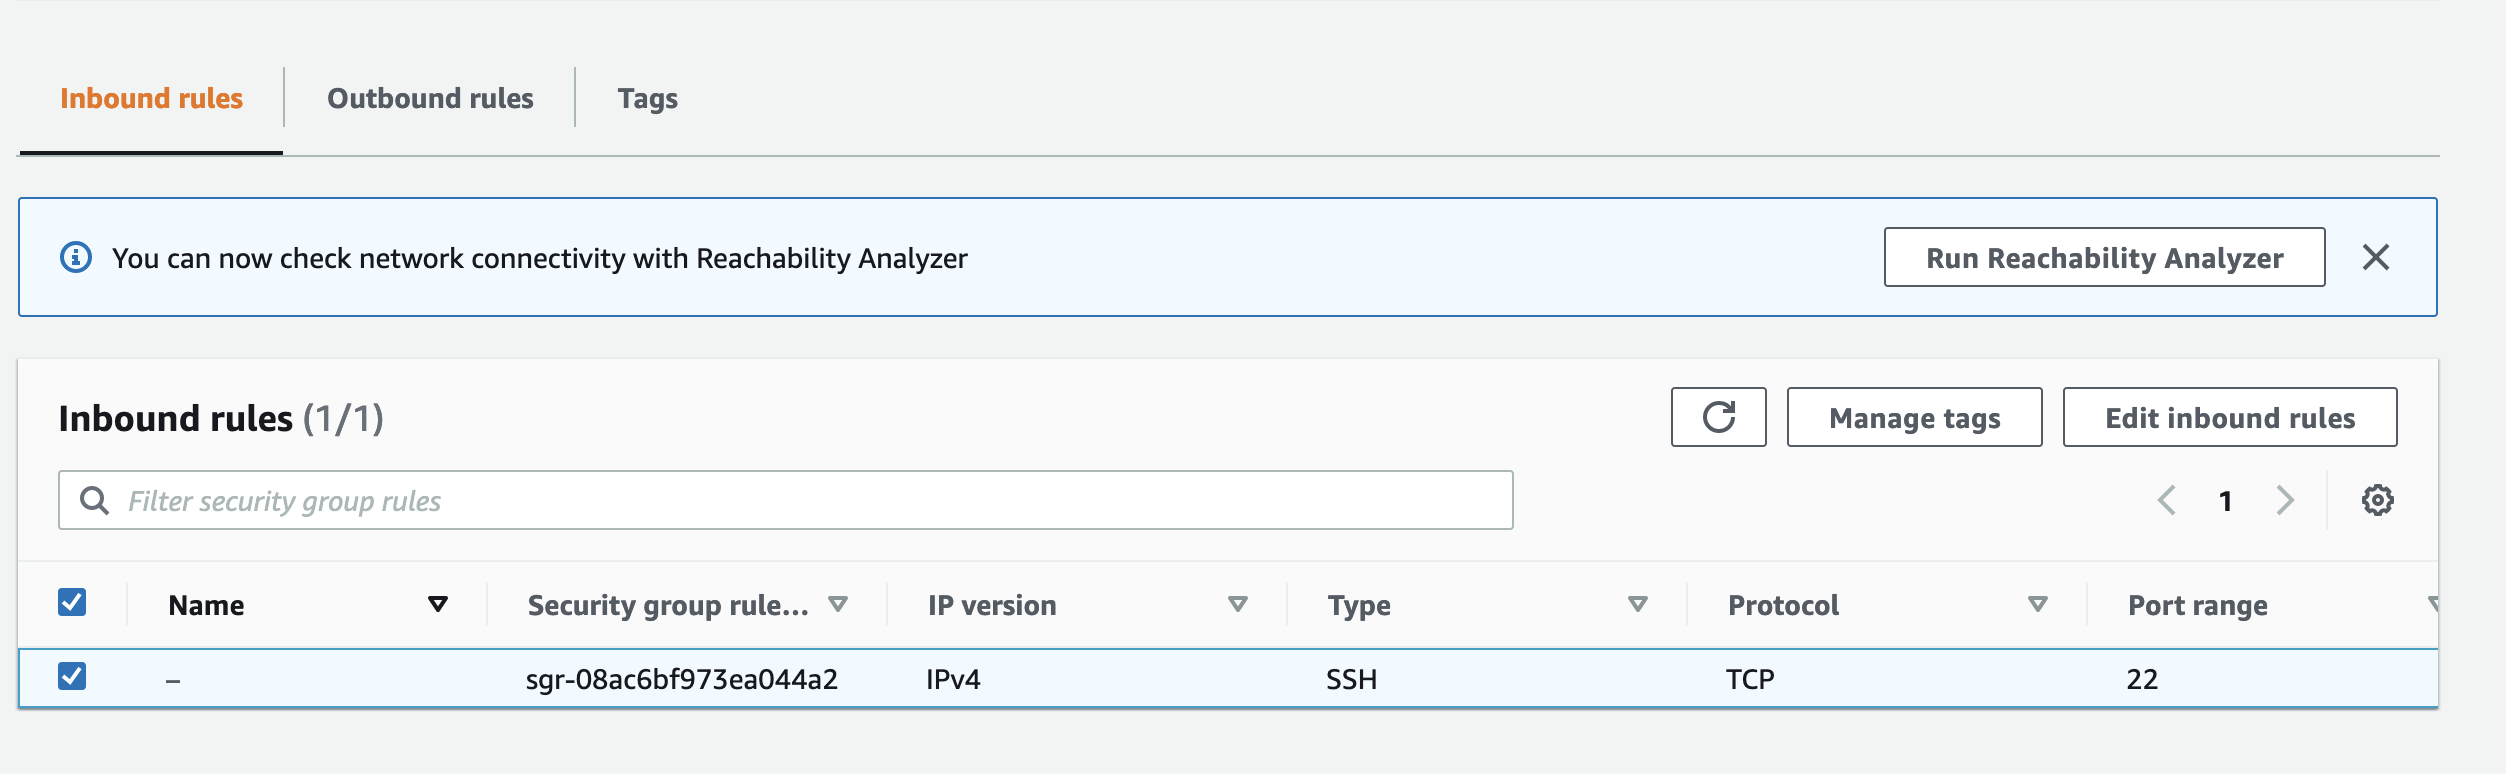 Inbound rules
Outbound rules
Tags
You can now check network connectivity with Reachability Analyzer
Run Reachability Analyzer
Inbound rules (1/1)
Manage tags
Edit inbound rules
Filter security group rules
1
Name
Security group rule...
IP version
Type
Protocol
Port range
–
sgr-08ac6bf973ea044a2
IPv4
SSH
TCP
22